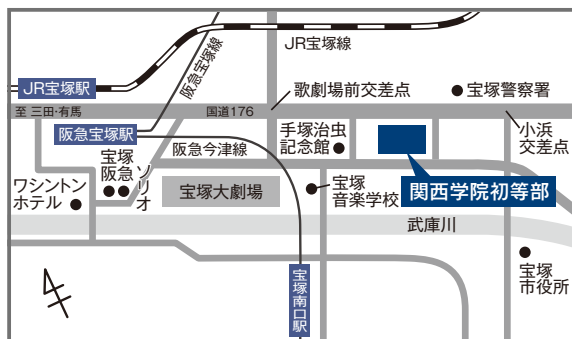 JR宝塚線
阪急宝塚線
JR宝塚駅
歌劇場前交差点
宝塚警察署
至 三田・有馬
国道176
阪急宝塚駅
手塚治虫
記念館
小浜
交差点
阪急今津線
宝塚
阪急
ソリオ
ワシントン
ホテル
宝塚大劇場
宝塚
音楽学校
関西学院初等部
武庫川
宝塚
市役所
宝塚南口駅